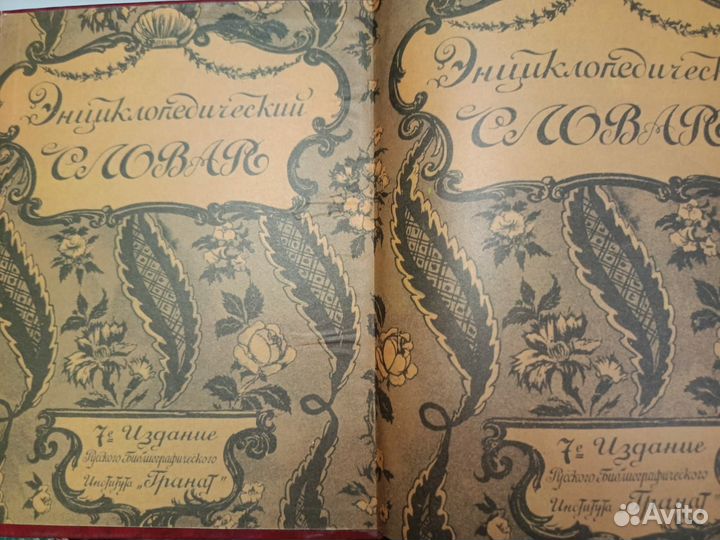 Энциклопедический
СЛОВАРЬ
7е Издание
Русского Библиографического
Института „Гранат"
Энциклопедическ
СЛОВАР
7е Издание
Русского Библиографического
Института „Гранат"
Avito